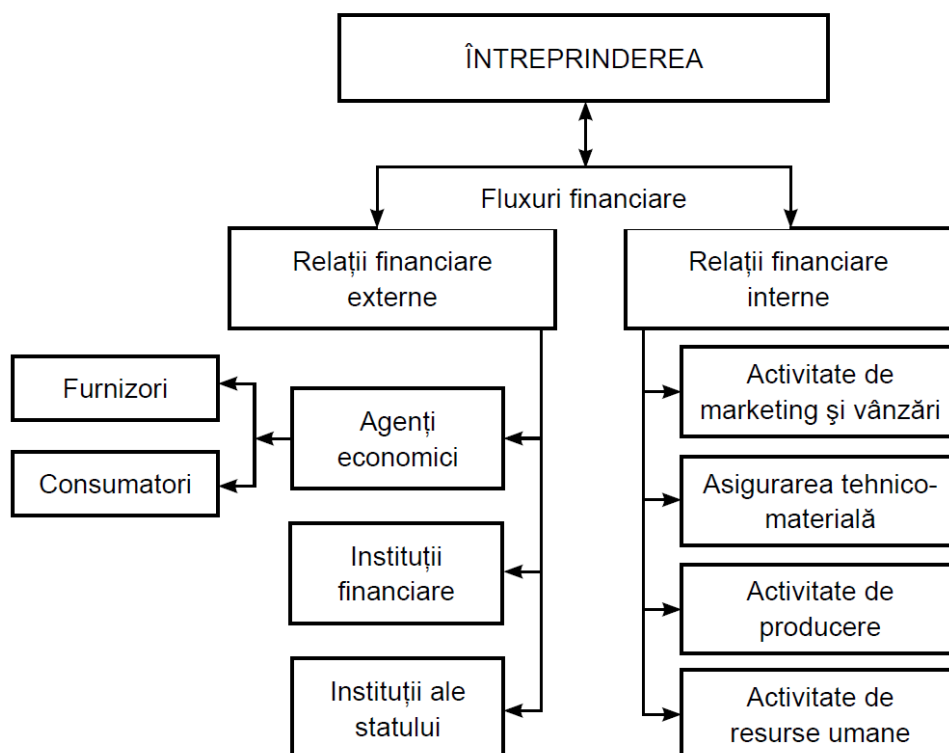 ÎNTREPRINDEREA
Fluxuri financiare
Relații financiare
externe
Relații financiare
interne
Furnizori
Consumatori
Agenți
economici
Instituții
financiare
Instituții ale
statului
Activitate de
marketing şi vânzări
Asigurarea tehnico-
materială
Activitate de
producere
Activitate de
resurse umane